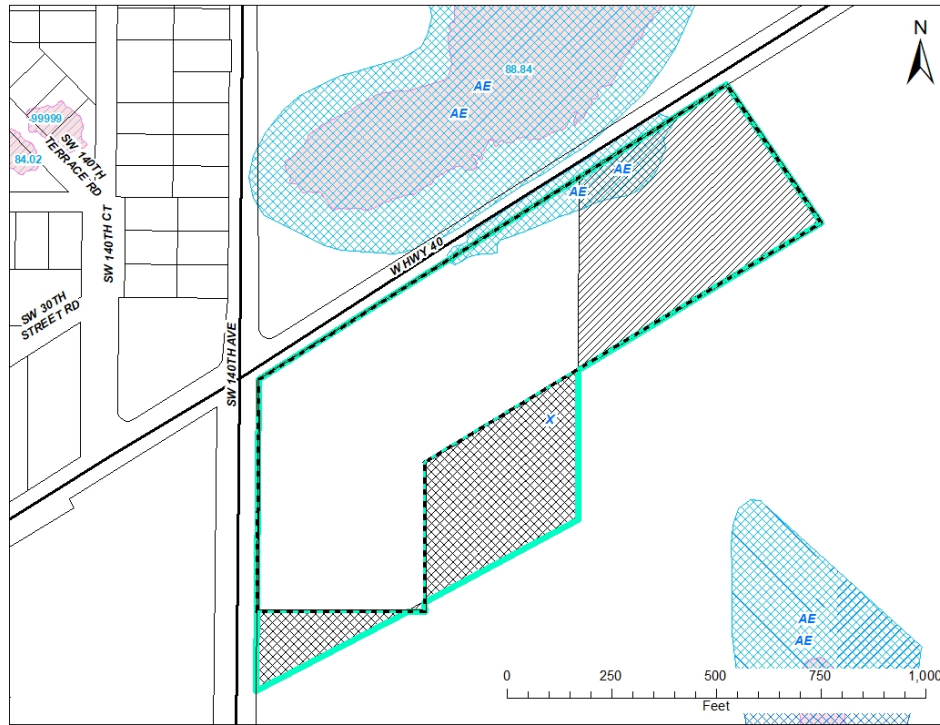 N
88.84
AE
AE
99999
84.02
SW 140TH
TERRACE RD
SW 140TH CT
AE
AE
W HWY 40
SW 30TH
STREET RD
SW 140TH AVE
X
AE
AE
0 250 500 750 1,000
Feet